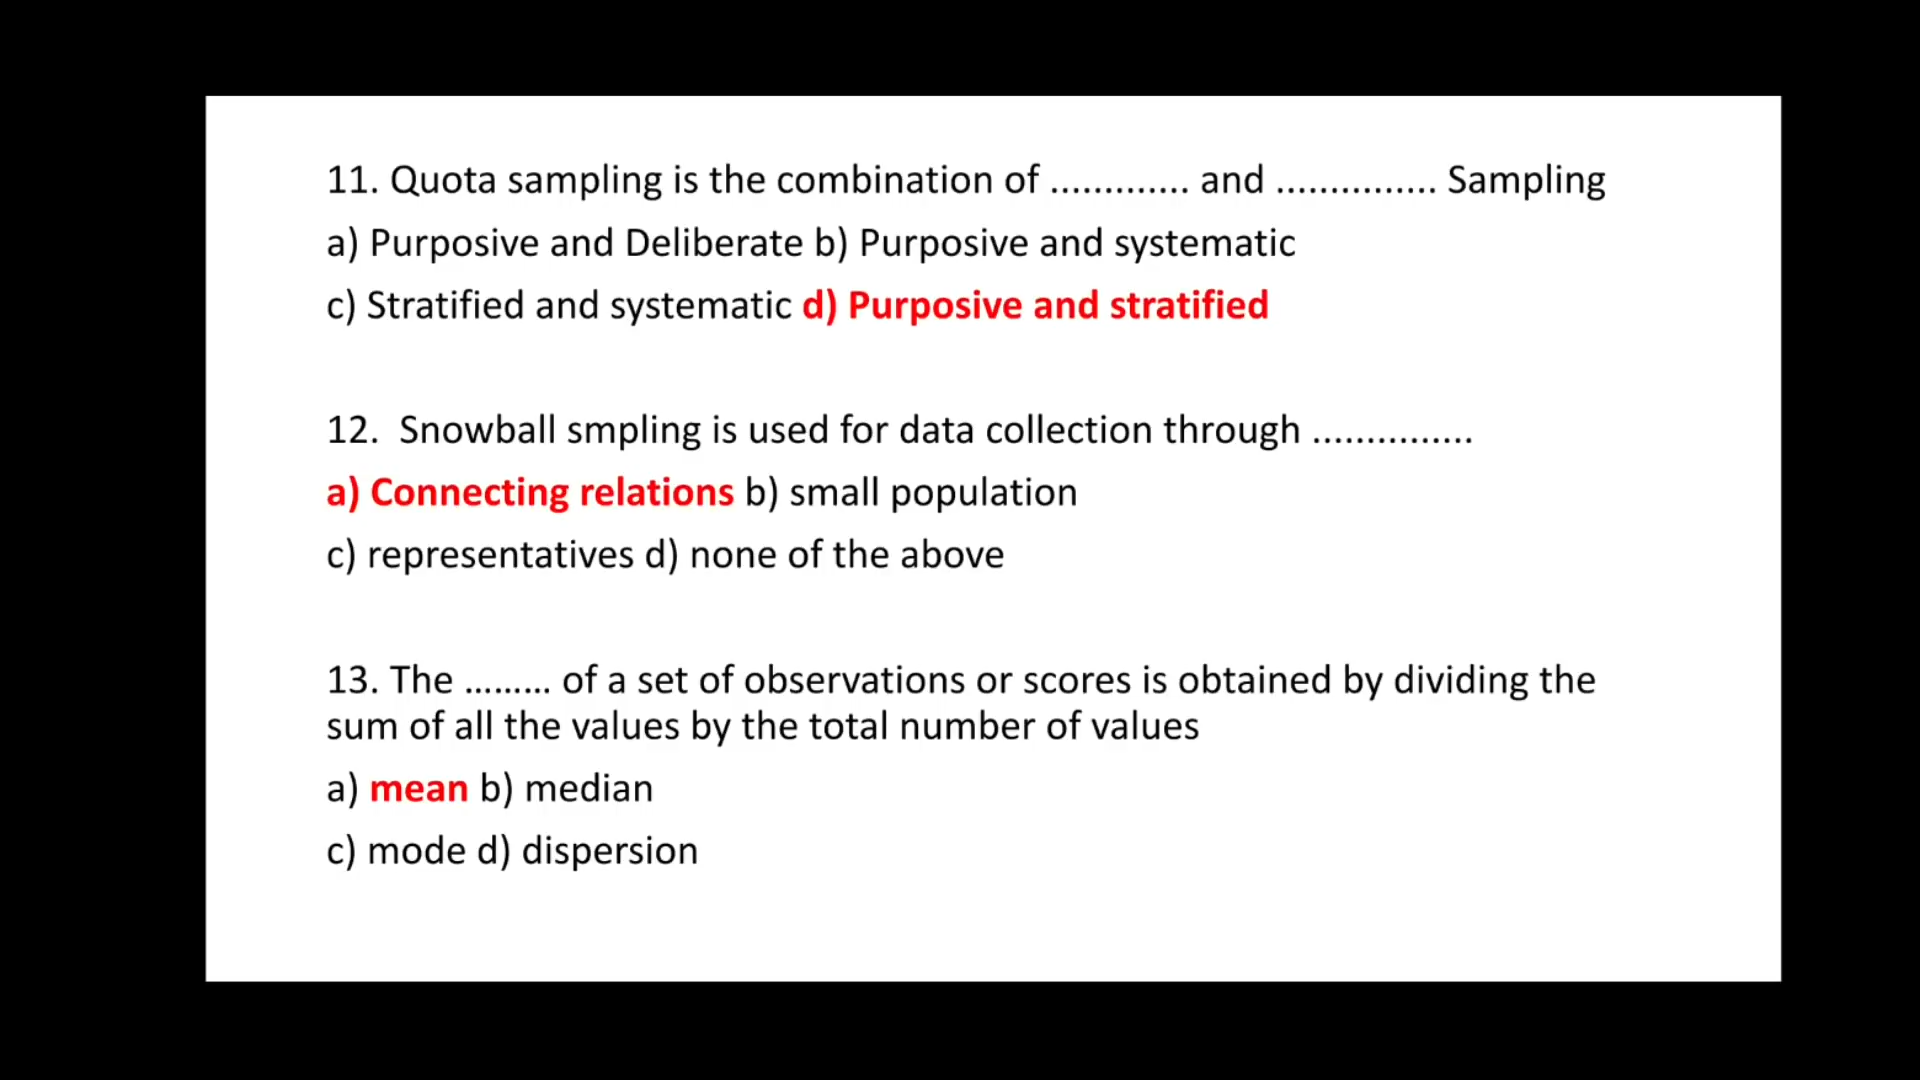 11. Quota sampling is the combination of ............. and ............... Sampling
a) Purposive and Deliberate b) Purposive and systematic
c) Stratified and systematic d) Purposive and stratified
12. Snowball smpling is used for data collection through ...............
a) Connecting relations b) small population
c) representatives d) none of the above
13. The ......... of a set of observations or scores is obtained by dividing the
sum of all the values by the total number of values
a) mean b) median
c) mode d) dispersion